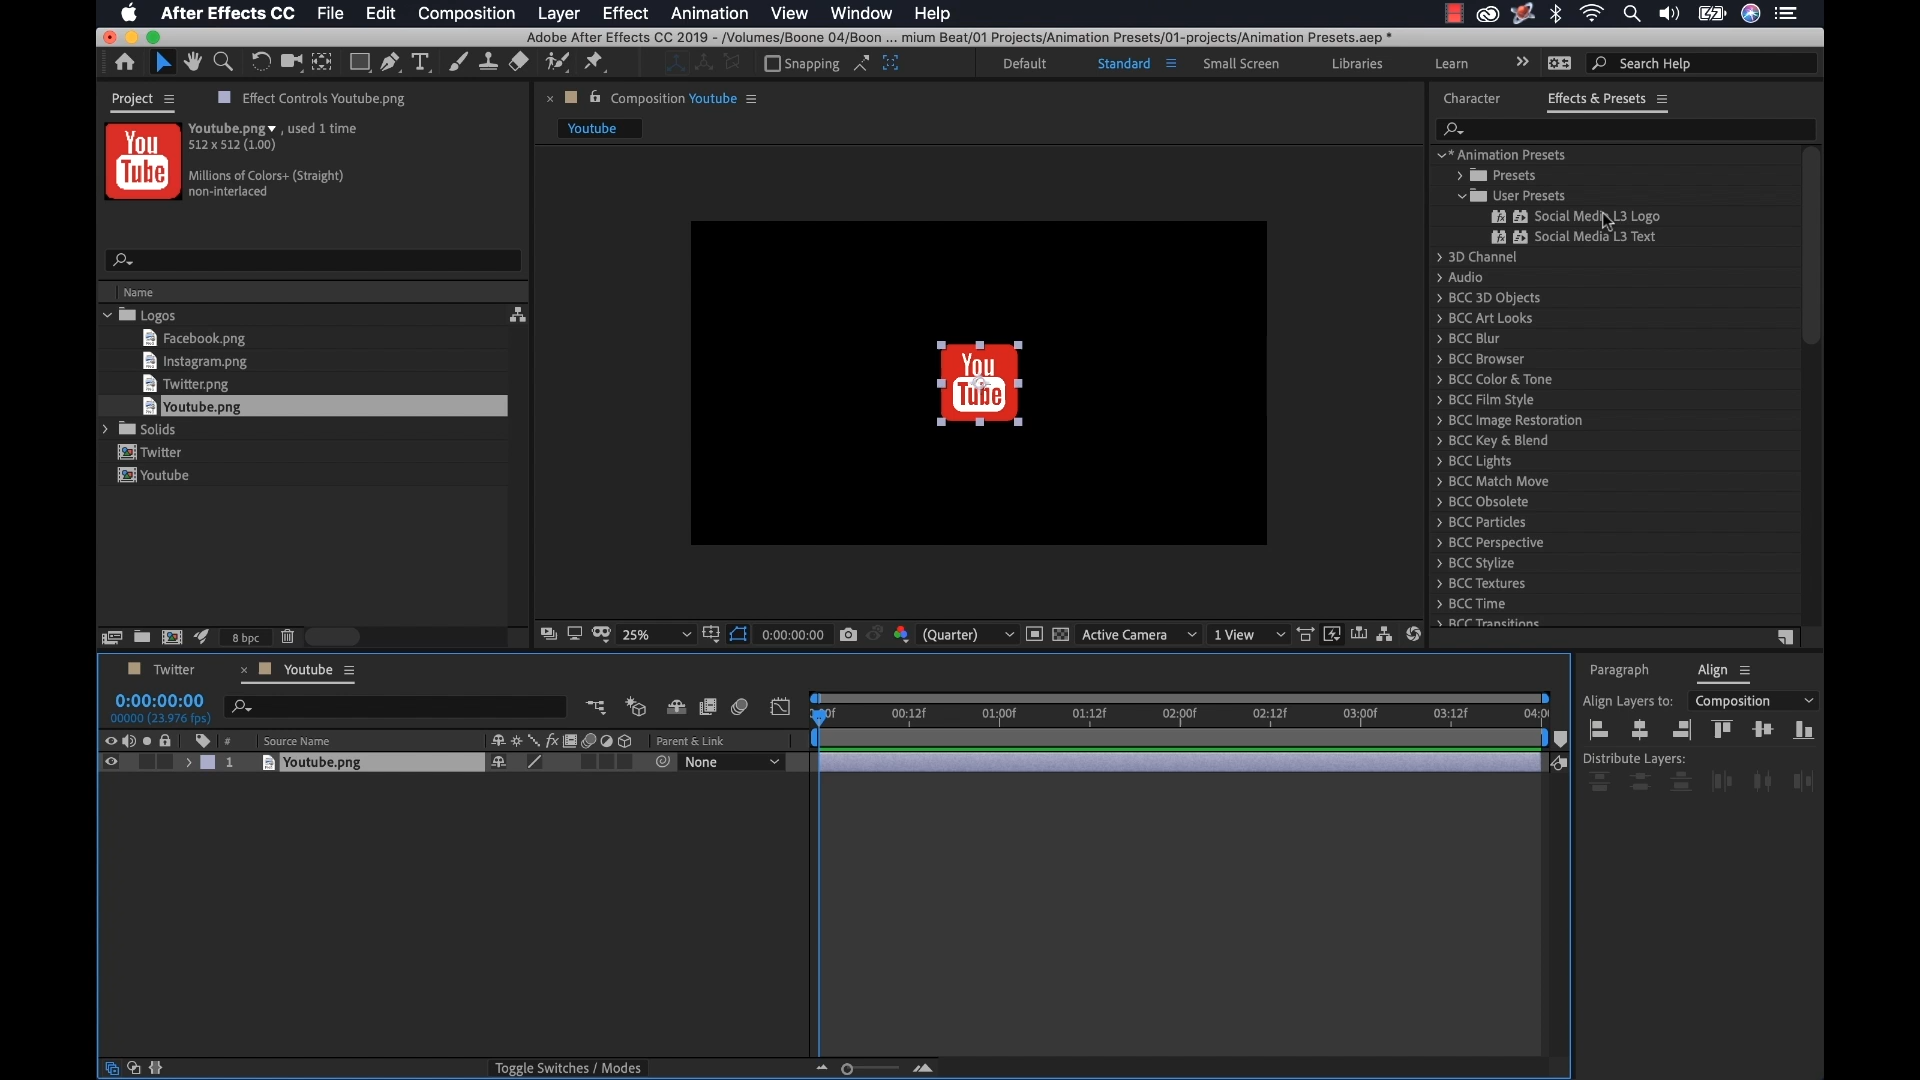 After Effects CC File Edit Composition Layer Effect Animation View Window Help
Adobe After Effects CC 2019 - /Volumes/Boone 04/Boon ... mium Beat/01 Projects/Animation Presets/01-projects/Animation Presets.aep *
Snapping Default Standard Small Screen Libraries Learn Search Help
Project Effect Controls Youtube.png Composition Youtube Character Effects & Presets
Youtube.png , used 1 time
512 x 512 (1.00)
Millions of Colors+ (Straight)
non-interlaced
You
Tube
Youtube
Name
Logos
Facebook.png
Instagram.png
Twitter.png
Youtube.png
Solids
Twitter
Youtube
8 bpc
You
Tube
25% 0:00:00:00 (Quarter) Active Camera 1 View
* Animation Presets
Presets
User Presets
Social Media L3 Logo
Social Media L3 Text
3D Channel
Audio
BCC 3D Objects
BCC Art Looks
BCC Blur
BCC Browser
BCC Color & Tone
BCC Film Style
BCC Image Restoration
BCC Key & Blend
BCC Lights
BCC Match Move
BCC Obsolete
BCC Particles
BCC Perspective
BCC Stylize
BCC Textures
BCC Time
BCC Transitions
Twitter Youtube
0:00:00:00
00000 (23.976 fps)
00:12f 01:00f 01:12f 02:00f 02:12f 03:00f 03:12f
# Source Name fx Parent & Link
1 Youtube.png None
Toggle Switches / Modes
Paragraph Align
Align Layers to: Composition
Distribute Layers: